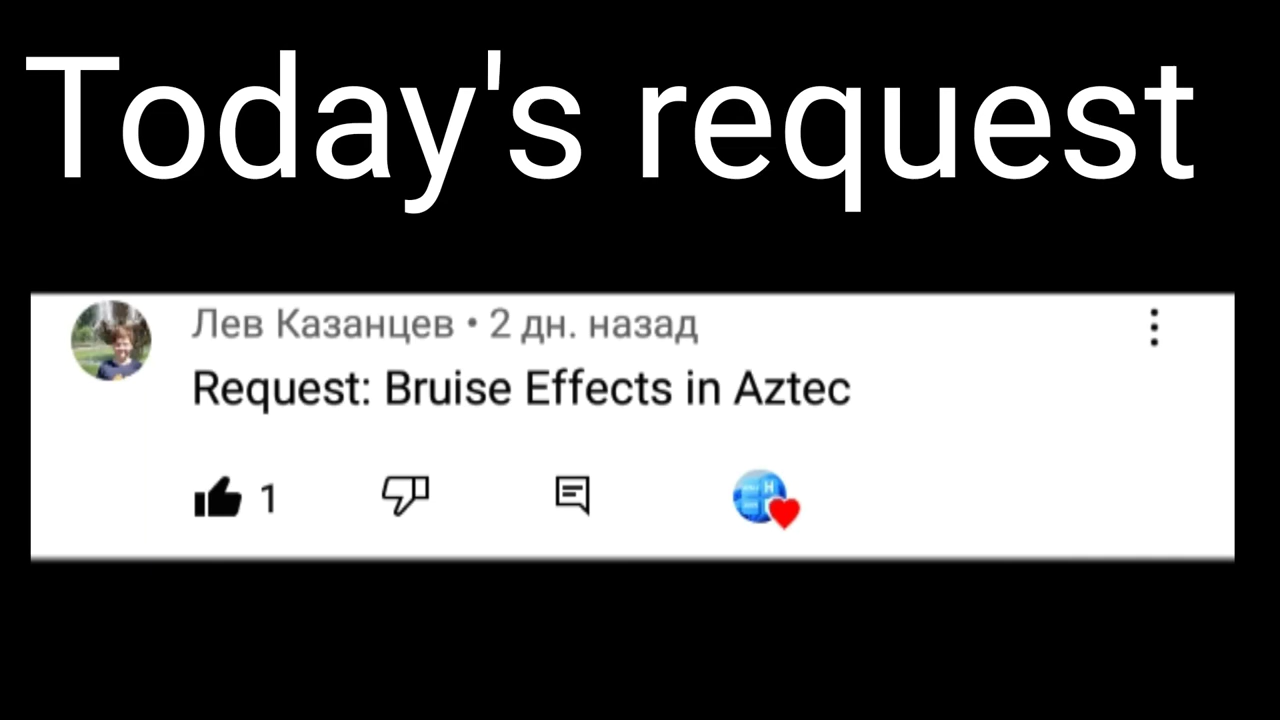 Today's request
Лев Казанцев • 2 дн. назад
Request: Bruise Effects in Aztec
1